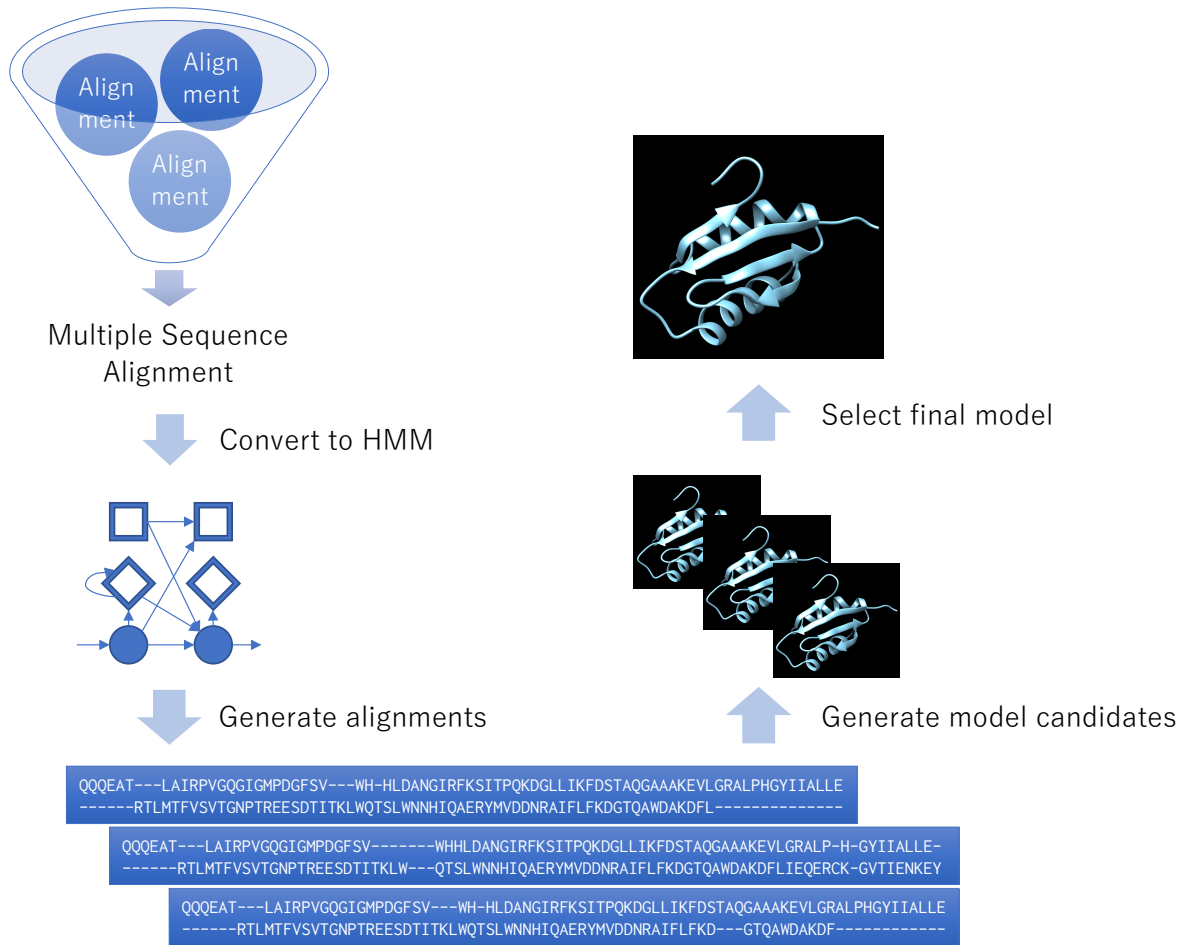 Align
ment
Align
ment
Align
ment
Multiple Sequence
Alignment
Convert to HMM
Generate alignments
QQQEAT---LAIRPVGQGIGMPDGFSV---WH-HLDANGIRFKSITPQKDGLLIKFDSTAQGAAAKEVLGRALPHGYIIALLE
------RTLMTFVSVTGNPTREESDTITKLWQTSLWNNHIQAERYMVDDNRAIFLFKDGTQAWDAKDFL--------------
QQQEAT---LAIRPVGQGIGMPDGFSV-------WHHLDANGIRFKSITPQKDGLLIKFDSTAQGAAAKEVLGRALP-H-GYIIALLE-
------RTLMTFVSVTGNPTREESDTITKLW---QTSLWNNHIQAERYMVDDNRAIFLFKDGTQAWDAKDFLIEQERCK-GVTIENKEY
QQQEAT---LAIRPVGQGIGMPDGFSV---WH-HLDANGIRFKSITPQKDGLLIKFDSTAQGAAAKEVLGRALPHGYIIALLE
------RTLMTFVSVTGNPTREESDTITKLWQTSLWNNHIQAERYMVDDNRAIFLFKD---GTQAWDAKDF------------
Generate model candidates
Select final model